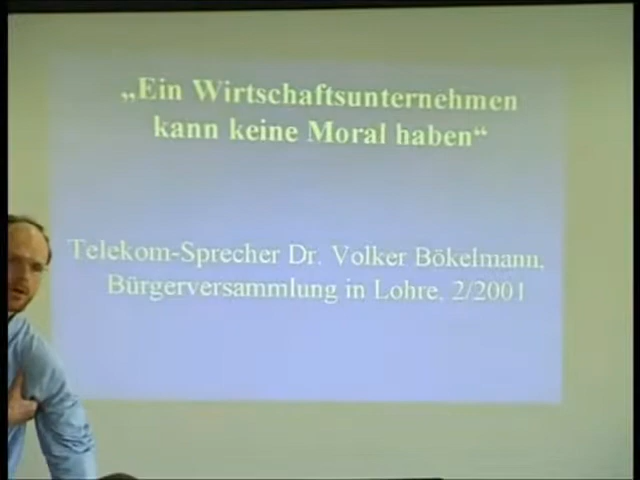 „Ein Wirtschaftsunternehmen
kann keine Moral haben“
Telekom-Sprecher Dr. Volker Bökelmann,
Bürgerversammlung in Lohre, 2/2001